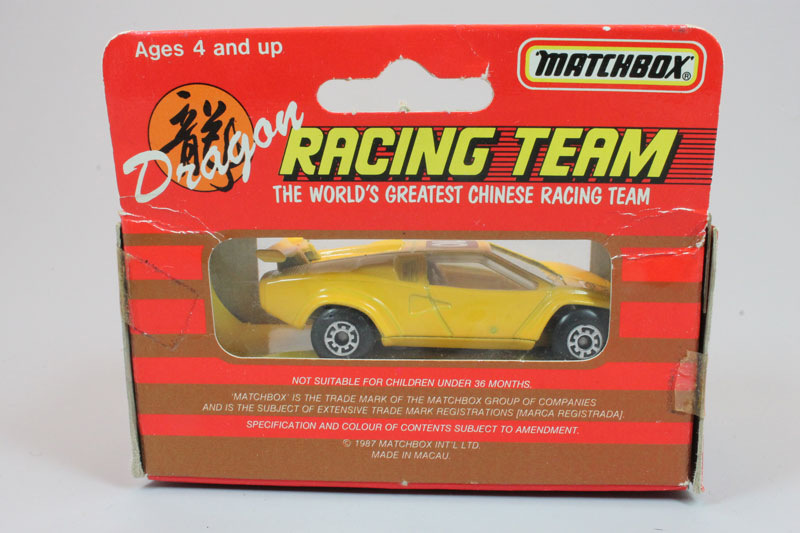 Ages 4 and up
MATCHBOX®
龍
Dragon
RACING TEAM
THE WORLD'S GREATEST CHINESE RACING TEAM
NOT SUITABLE FOR CHILDREN UNDER 36 MONTHS.
'MATCHBOX' IS THE TRADE MARK OF THE MATCHBOX GROUP OF COMPANIES
AND IS THE SUBJECT OF EXTENSIVE TRADE MARK REGISTRATIONS [MARCA REGISTRADA].
SPECIFICATION AND COLOUR OF CONTENTS SUBJECT TO AMENDMENT.
© 1987 MATCHBOX INT'L LTD.
MADE IN MACAU.